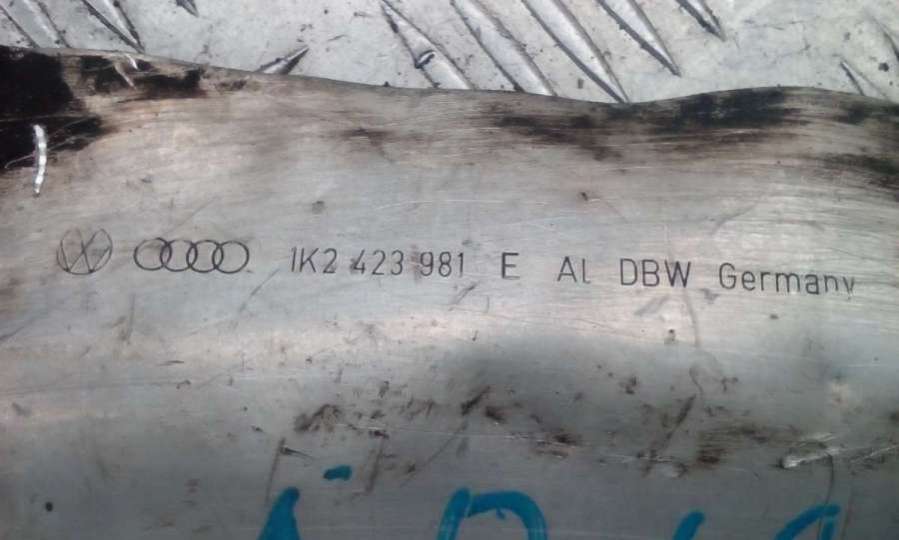 1K2 423 981 E AL DBW Germany